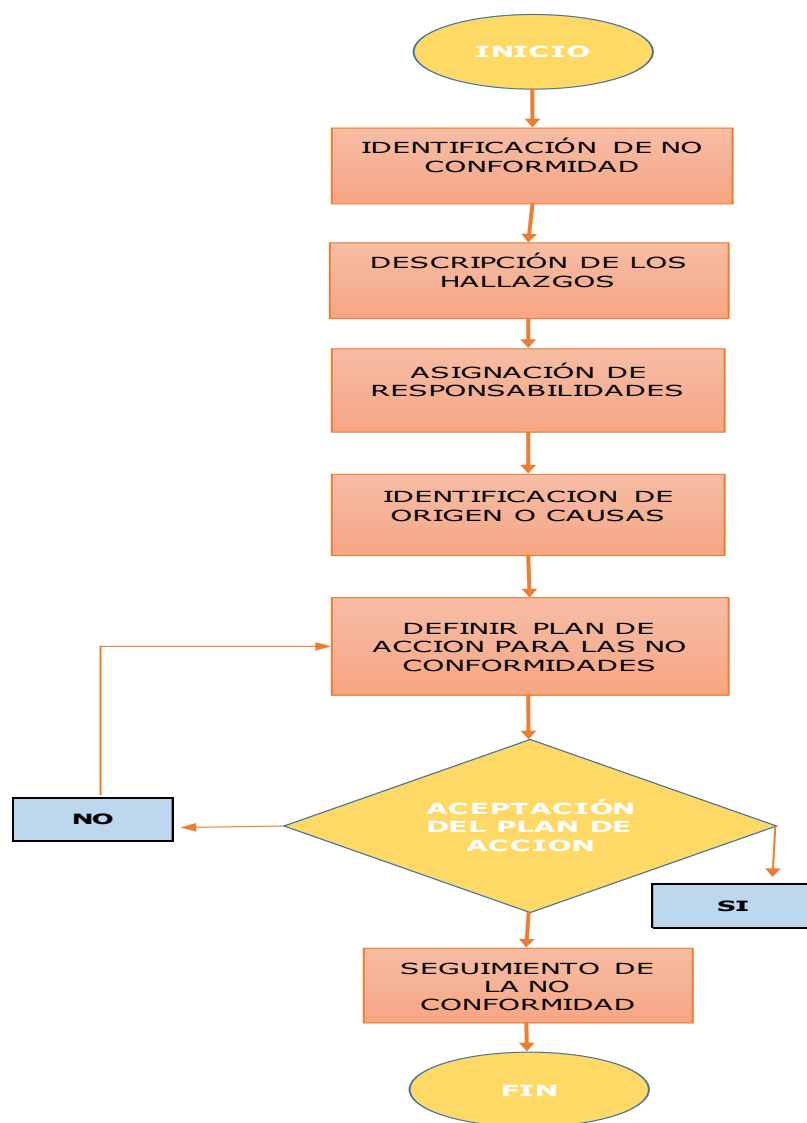 INICIO
IDENTIFICACIÓN DE NO
CONFORMIDAD
DESCRIPCIÓN DE LOS
HALLAZGOS
ASIGNACIÓN DE
RESPONSABILIDADES
IDENTIFICACION DE
ORIGEN O CAUSAS
DEFINIR PLAN DE
ACCION PARA LAS NO
CONFORMIDADES
ACEPTACIÓN
DEL PLAN DE
ACCION
NO
SI
SEGUIMIENTO DE
LA NO
CONFORMIDAD
FIN